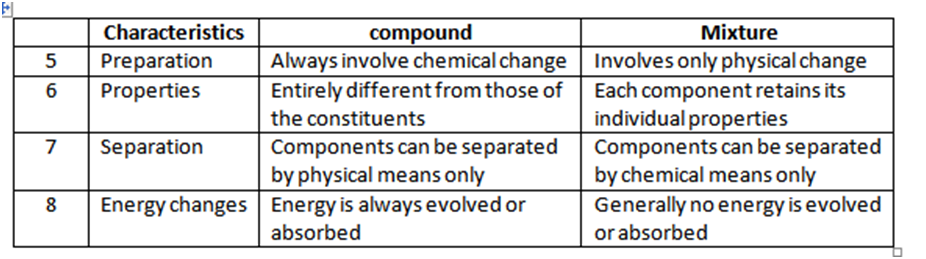 Characteristics compound Mixture
5 Preparation Always involve chemical change Involves only physical change
6 Properties Entirely different from those of Each component retains its
the constituents individual properties
7 Separation Components can be separated Components can be separated
by physical means only by chemical means only
8 Energy changes Energy is always evolved or Generally no energy is evolved
absorbed or absorbed